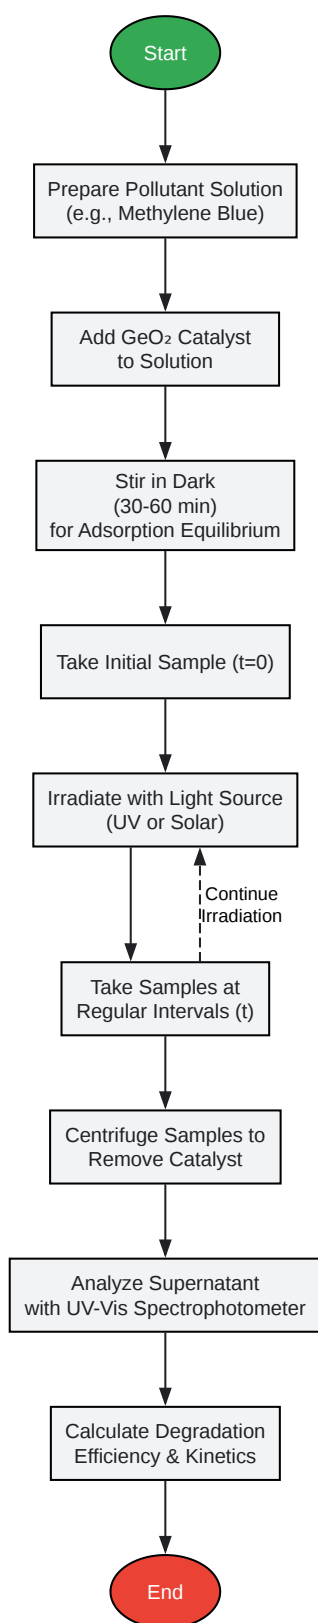 Start
Prepare Pollutant Solution
(e.g., Methylene Blue)
Add GeO₂ Catalyst
to Solution
Stir in Dark
(30-60 min)
for Adsorption Equilibrium
Take Initial Sample (t=0)
Irradiate with Light Source
(UV or Solar)
Continue
Irradiation
Take Samples at
Regular Intervals (t)
Centrifuge Samples to
Remove Catalyst
Analyze Supernatant
with UV-Vis Spectrophotometer
Calculate Degradation
Efficiency & Kinetics
End